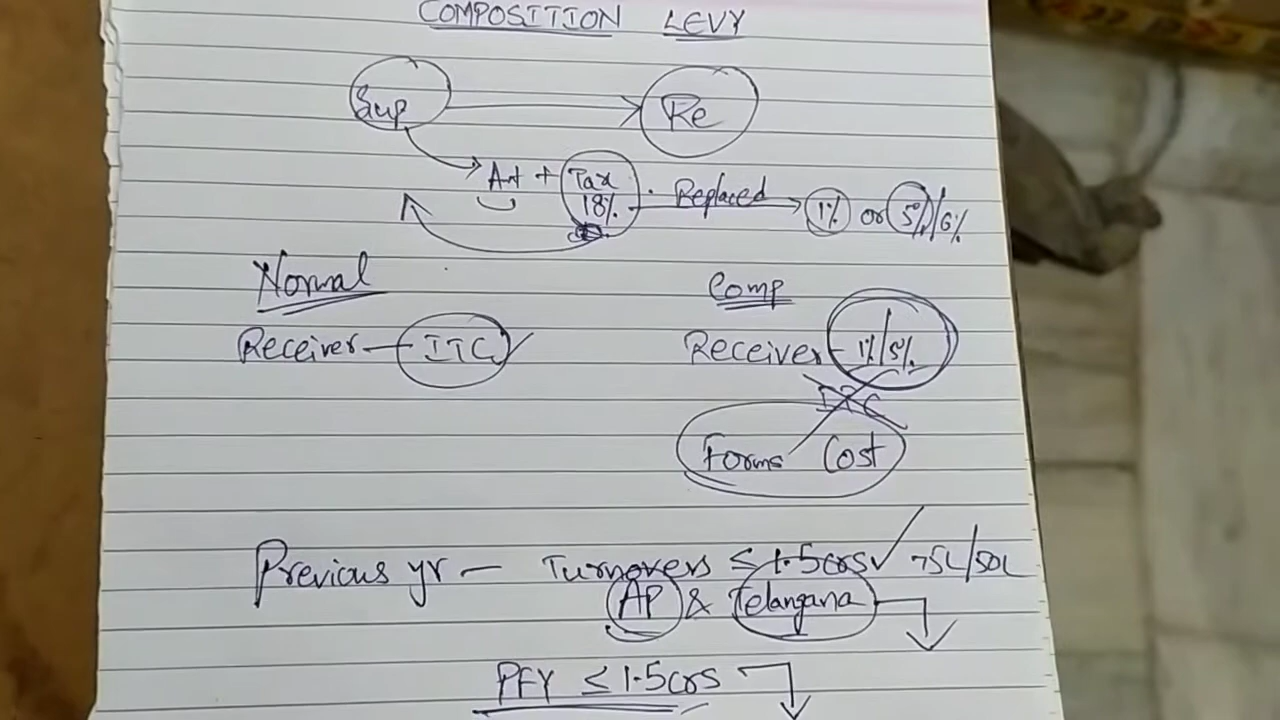 COMPOSITION LEVY
Sup Re
Amt + Tax Replaced 1% or 5%/6%
18%
Normal Comp
Receiver — ITC Receiver - 1%/5%
ITC
Forms Cost
Previous yr — Turnovers ≤ 1.5crs 75L/50L
AP & Telangana
PFY ≤ 1.5crs